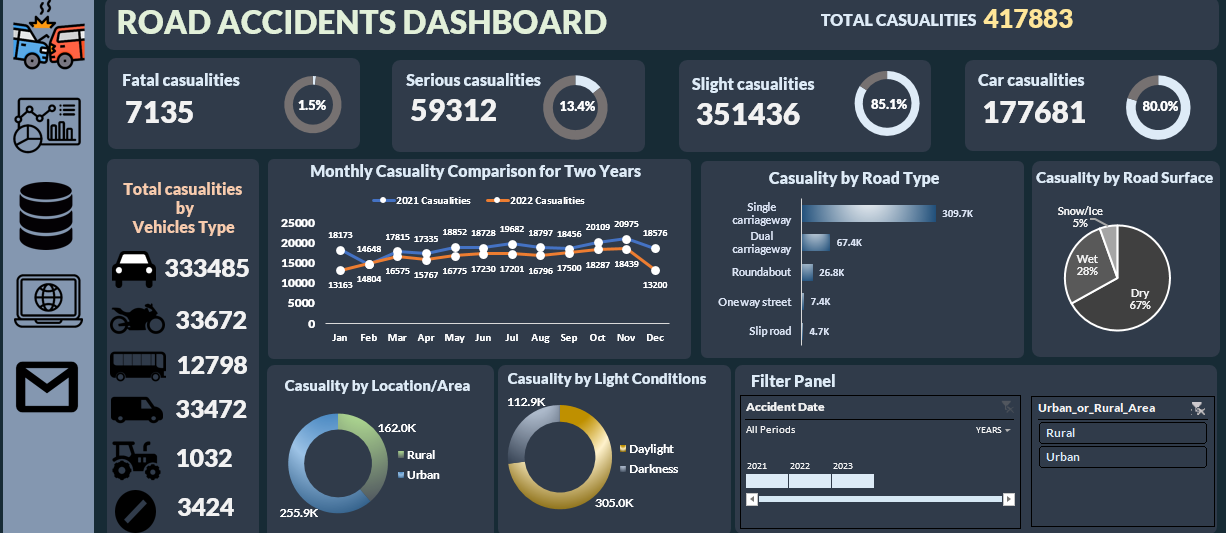 ROAD ACCIDENTS DASHBOARD
TOTAL CASUALITIES 417883
Fatal casualities
7135
1.5%
Serious casualities
59312
13.4%
Slight casualities
351436
85.1%
Car casualities
177681
80.0%
Total casualities
by
Vehicles Type
333485
33672
12798
33472
1032
3424
Monthly Casuality Comparison for Two Years
2021 Casualities
2022 Casualities
25000
20000
15000
10000
5000
0
18173 14648 17815 17335 18852 18728 19682 18797 18456 20109 20975 18576
13163 14804 16575 15767 16775 17230 17201 16796 17500 18287 18439 13200
Jan Feb Mar Apr May Jun Jul Aug Sep Oct Nov Dec
Casuality by Road Type
Single
carriageway
309.7K
Dual
carriageway
67.4K
Roundabout
26.8K
One way street
7.4K
Slip road
4.7K
Casuality by Road Surface
Snow/Ice
5%
Wet
28%
Dry
67%
Casuality by Location/Area
162.0K
Rural
Urban
255.9K
Casuality by Light Conditions
112.9K
Daylight
Darkness
305.0K
Filter Panel
Accident Date
All Periods
YEARS
2021 2022 2023
Urban_or_Rural_Area
Rural
Urban